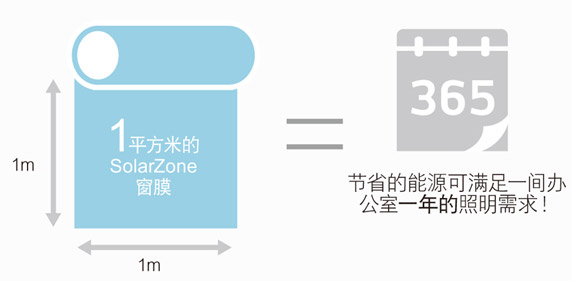 1m
1平方米的
SolarZone
窗膜
1m
365
节省的能源可满足一间办
公室一年的照明需求！